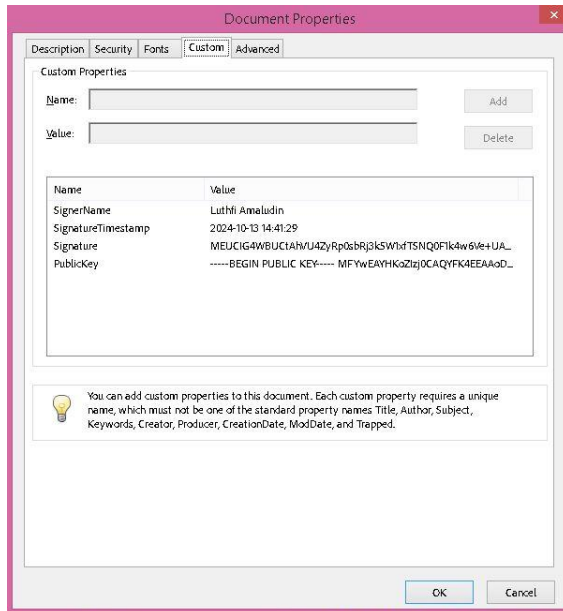 Document Properties
Description Security Fonts Custom Advanced
Custom Properties
Name: Add
Value: Delete
Name Value
SignerName Luthfi Amaludin
SignatureTimestamp 2024-10-13 14:41:29
Signature MEUCIG4WBUCtAhVU4ZyRp0sbRj3k5W1xfTSNQ0F1k4w6Ve+UA...
PublicKey -----BEGIN PUBLIC KEY----- MFYwEAYHKoZIzj0CAQYFK4EEAAoD...
You can add custom properties to this document. Each custom property requires a unique
name, which must not be one of the standard property names Title, Author, Subject,
Keywords, Creator, Producer, CreationDate, ModDate, and Trapped.
OK Cancel